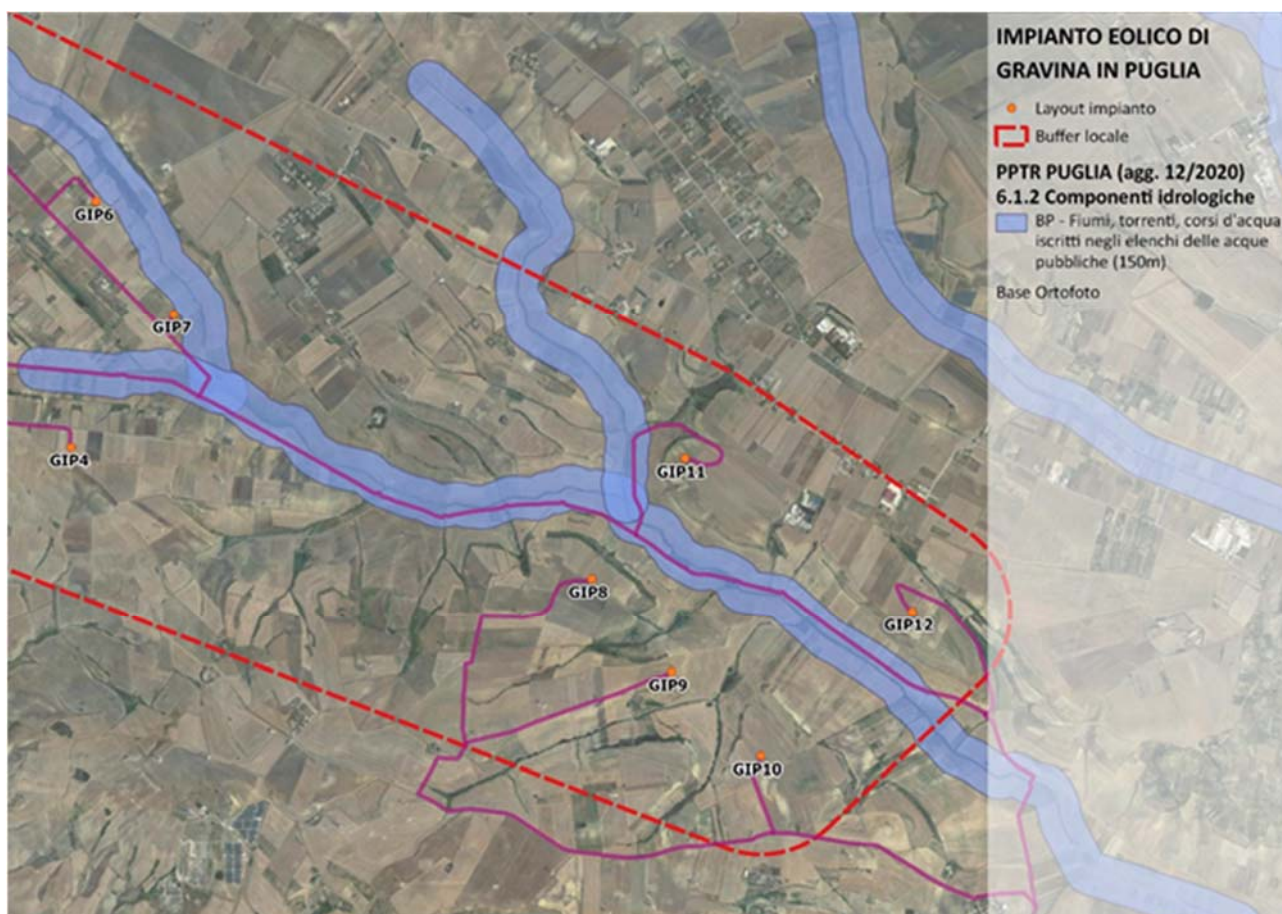 IMPIANTO EOLICO DI
GRAVINA IN PUGLIA
Layout impianto
Buffer locale
PPTR PUGLIA (agg. 12/2020)
6.1.2 Componenti idrologiche
BP - Fiumi, torrenti, corsi d'acqua
iscritti negli elenchi delle acque
pubbliche (150m)
Base Ortofoto
GIP6
GIP7
GIP4
GIP11
GIP8
GIP12
GIP9
GIP10